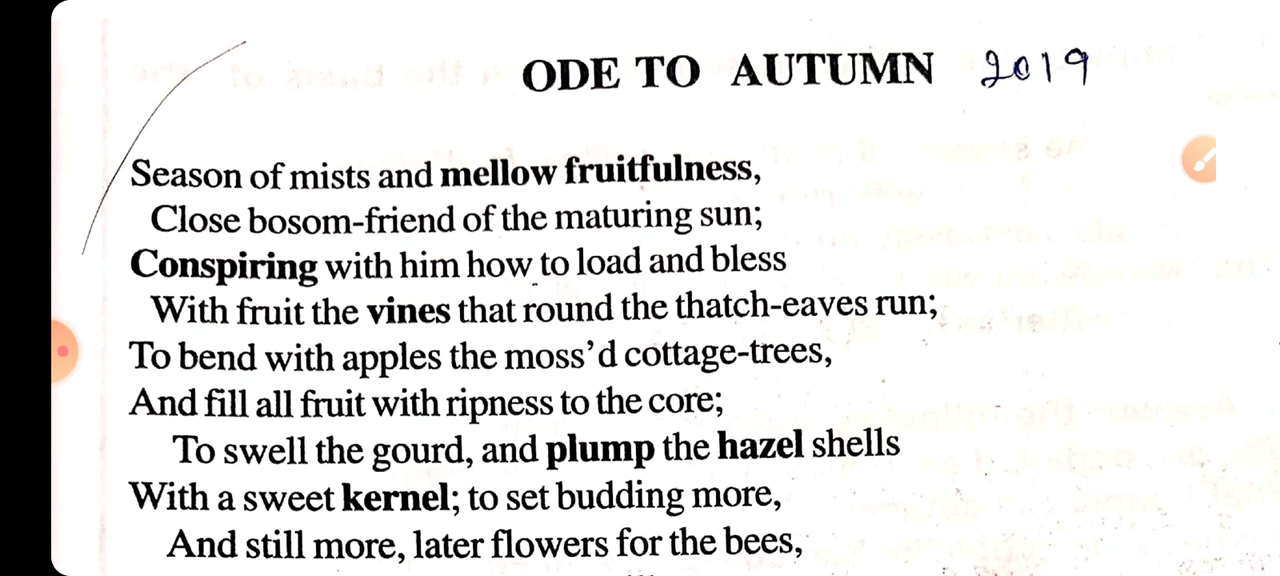 ODE TO AUTUMN 2019
Season of mists and mellow fruitfulness,
Close bosom-friend of the maturing sun;
Conspiring with him how to load and bless
With fruit the vines that round the thatch-eaves run;
To bend with apples the moss'd cottage-trees,
And fill all fruit with ripness to the core;
To swell the gourd, and plump the hazel shells
With a sweet kernel; to set budding more,
And still more, later flowers for the bees,